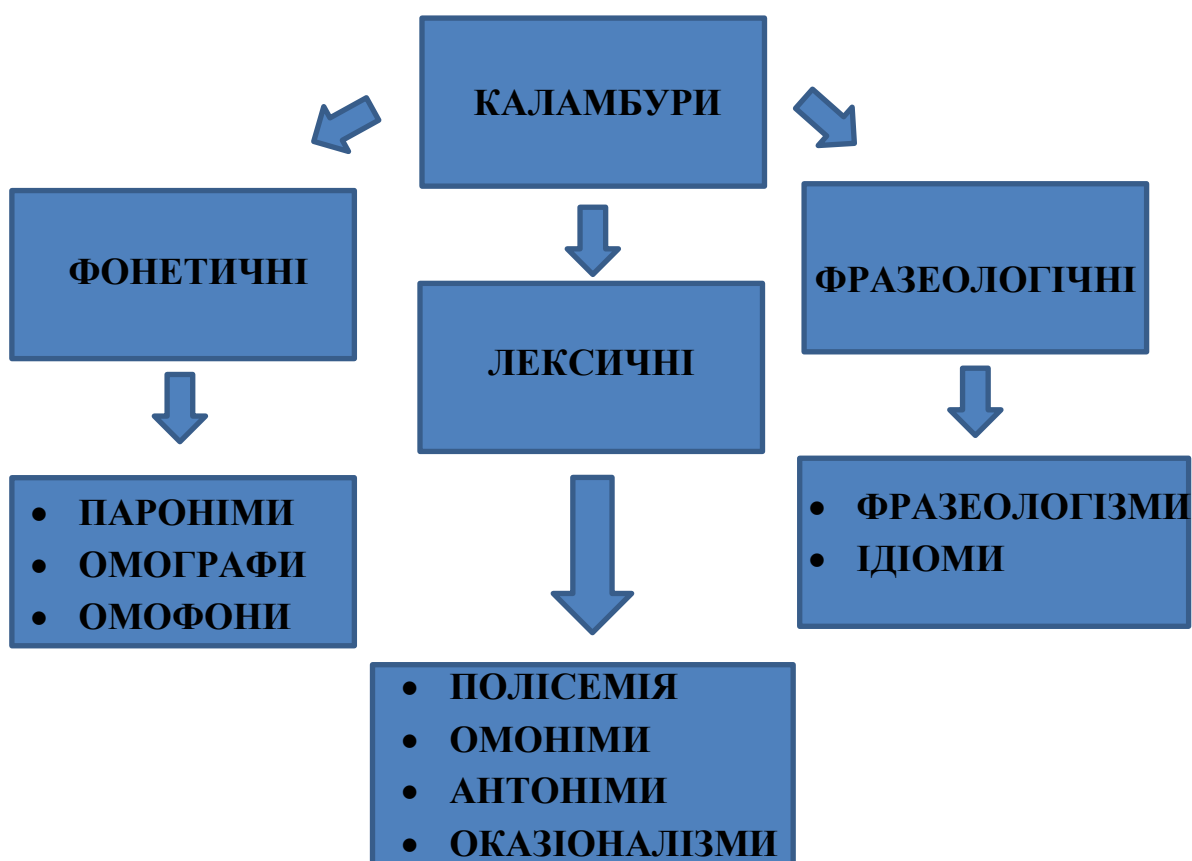 КАЛАМБУРИ
ФОНЕТИЧНІ
ЛЕКСИЧНІ
ФРАЗЕОЛОГІЧНІ
• ПАРОНІМИ
• ОМОГРАФИ
• ОМОФОНИ
• ПОЛІСЕМІЯ
• ОМОНІМИ
• АНТОНІМИ
• ОКАЗІОНАЛІЗМИ
• ФРАЗЕОЛОГІЗМИ
• ІДІОМИ